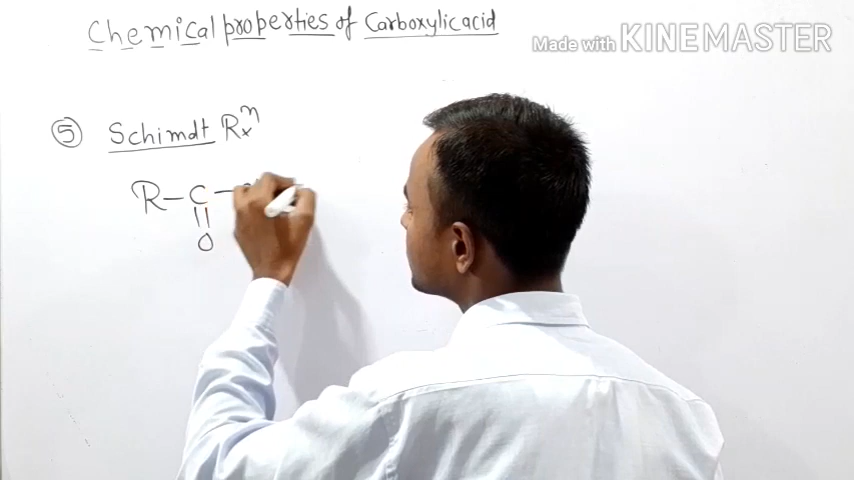 Chemical properties of Carboxylic acid
Made with KINEMASTER
⑤ Schimdt Rxⁿ
R–C–
||
O